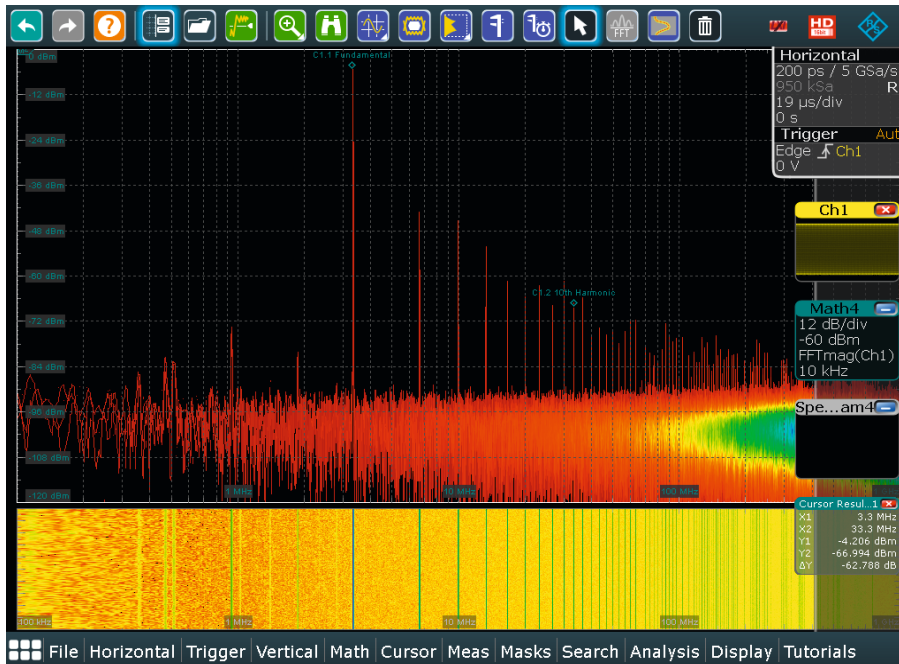 HD
16bit
FFT
Horizontal
200 ps / 5 GSa/s
950 kSa R
19 µs/div
0 s
Trigger Auto
Edge Ch1
0 V
C1.1 Fundamental
0 dBm
-12 dBm
-24 dBm
-36 dBm
-48 dBm
-60 dBm
C1.2 10th Harmonic
-72 dBm
-84 dBm
-96 dBm
-108 dBm
-120 dBm
1 MHz
10 MHz
100 MHz
Ch1
Math4
12 dB/div
-60 dBm
FFTmag(Ch1)
10 kHz
Spe...am4
Cursor Resul...1
X1 3.3 MHz
X2 33.3 MHz
Y1 -4.206 dBm
Y2 -66.994 dBm
ΔY -62.788 dB
100 kHz
1 MHz
10 MHz
100 MHz
File Horizontal Trigger Vertical Math Cursor Meas Masks Search Analysis Display Tutorials